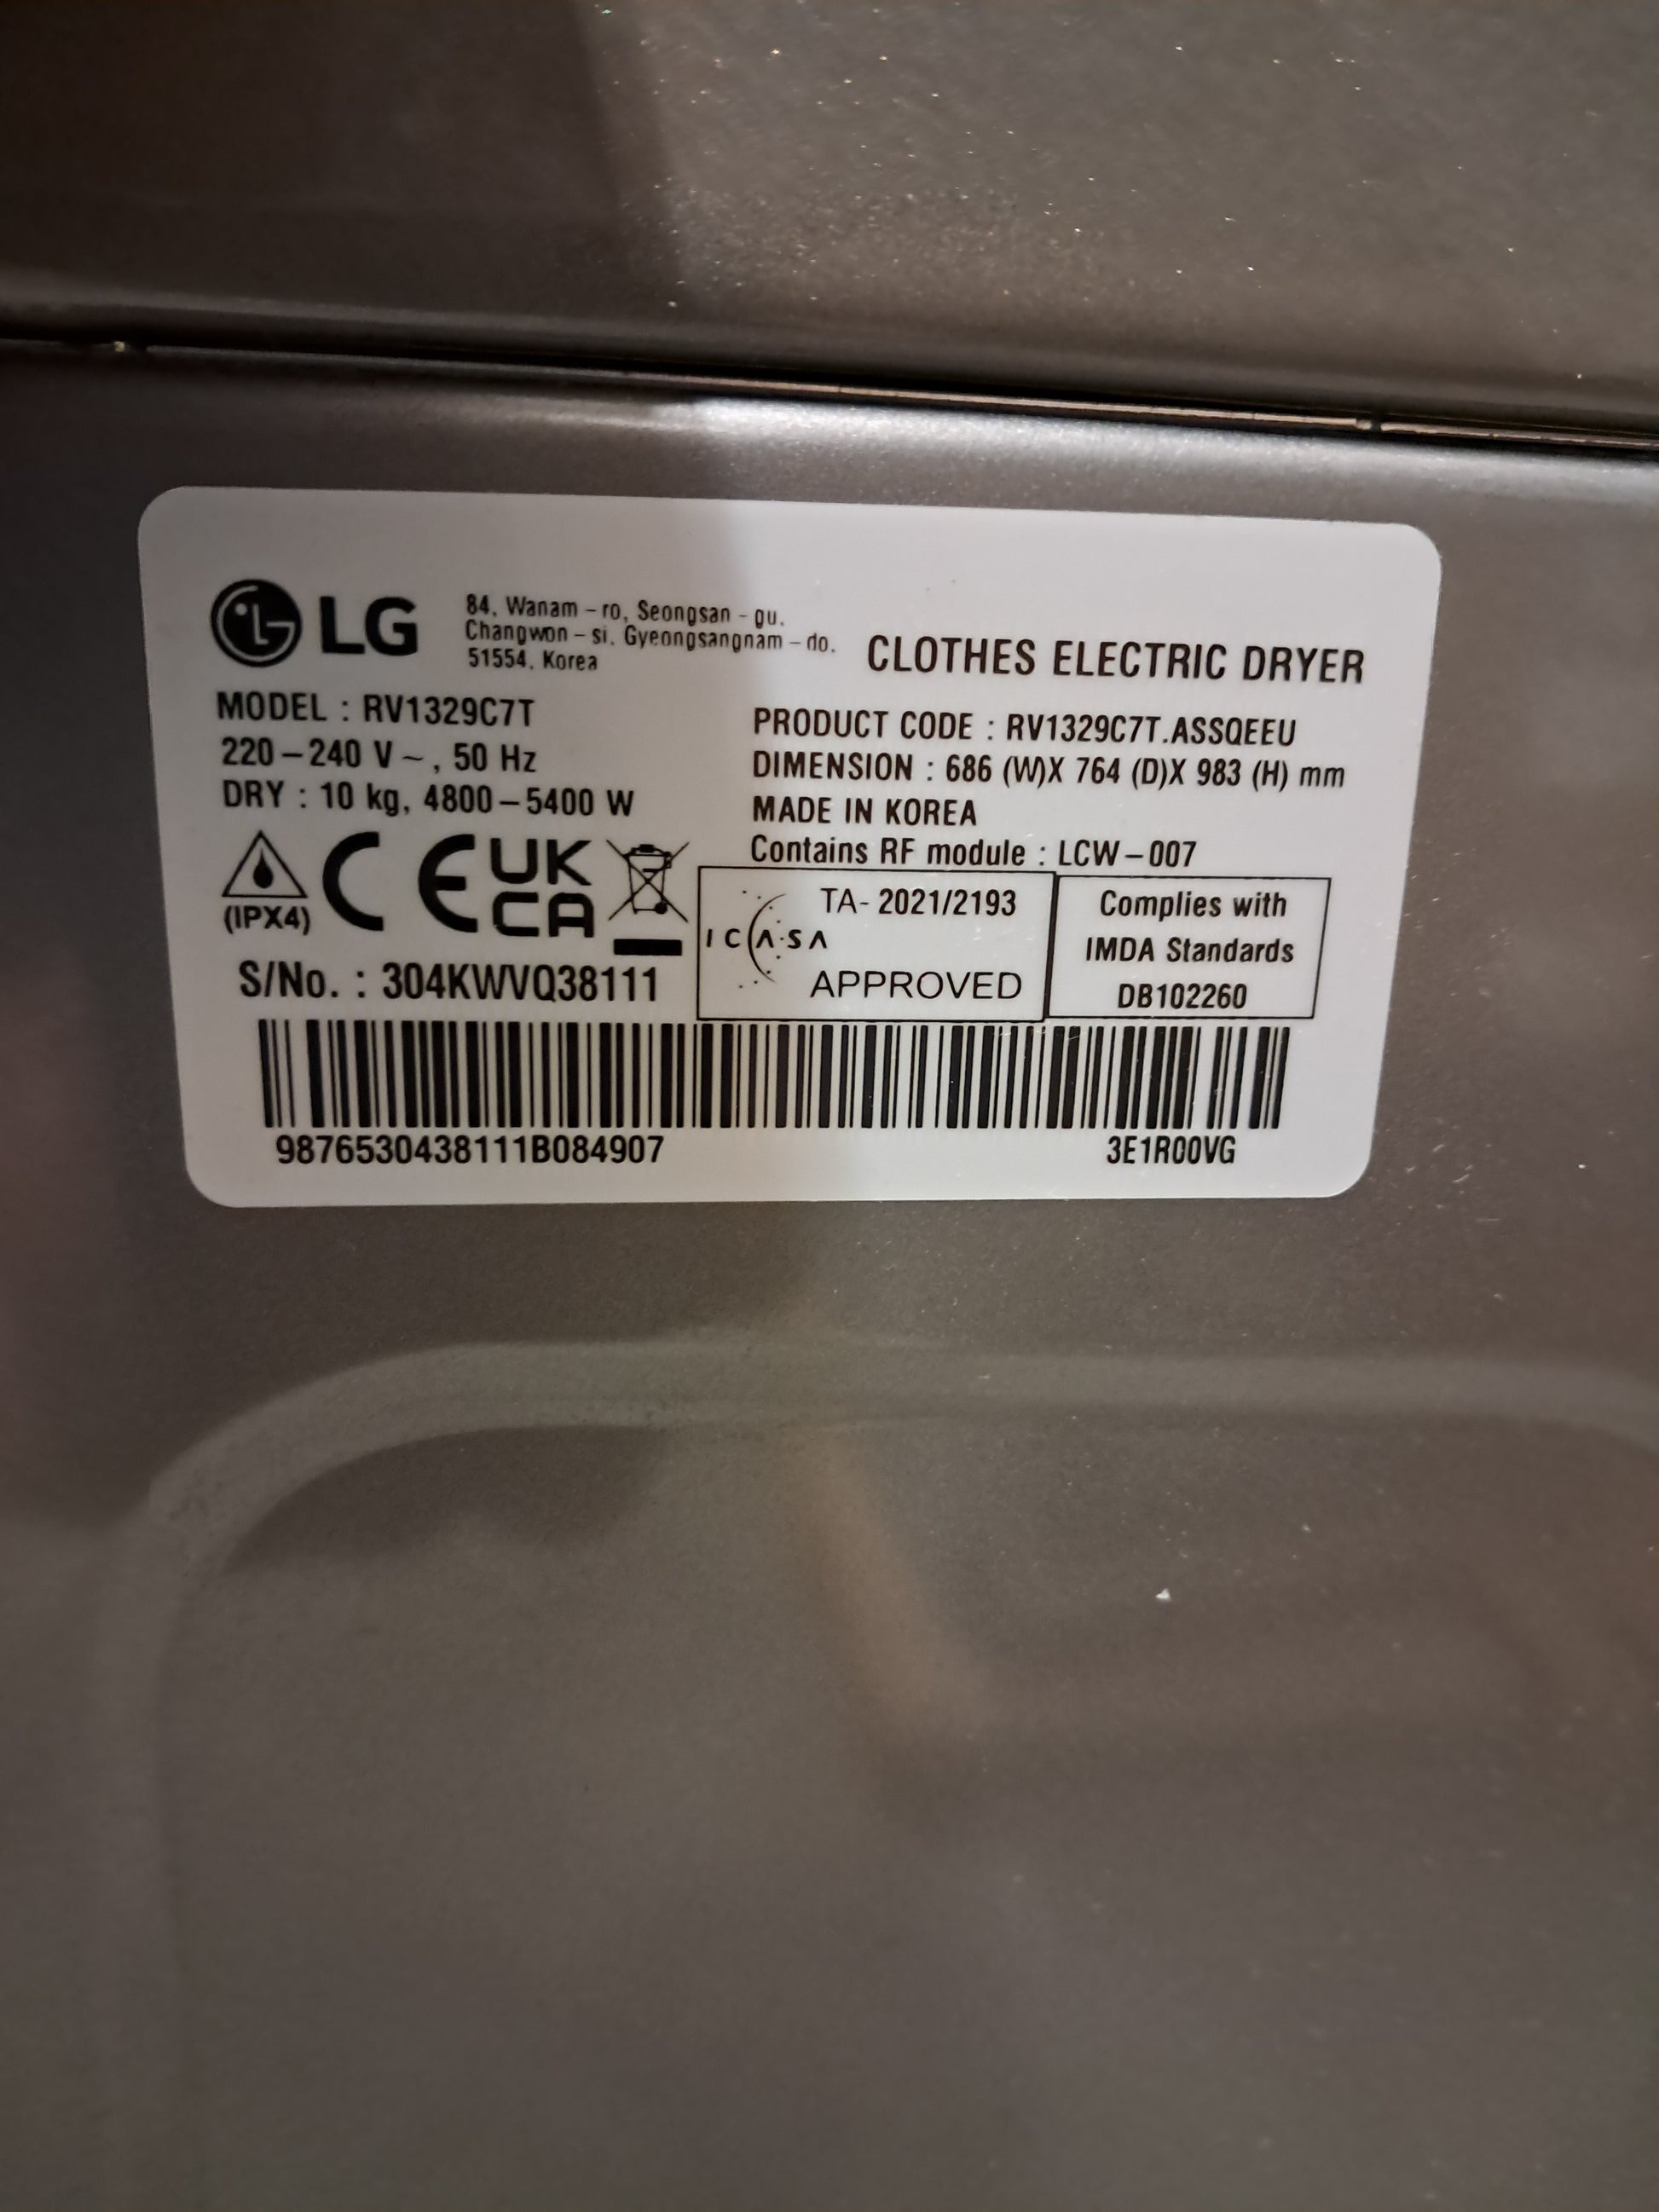 LG
84, Wanam-ro, Seongsan-gu,
Changwon-si, Gyeongsangnam-do,
51554, Korea
CLOTHES ELECTRIC DRYER
MODEL : RV1329C7T
220-240 V~, 50 Hz
DRY : 10 kg, 4800-5400 W
PRODUCT CODE : RV1329C7T.ASSQEEU
DIMENSION : 686 (W)X 764 (D)X 983 (H) mm
MADE IN KOREA
Contains RF module : LCW-007
(IPX4)
CE
UK
CA
TA- 2021/2193
ICASA
APPROVED
Complies with
IMDA Standards
DB102260
S/No. : 304KWVQ38111
9876530438111B084907
3E1R00VG